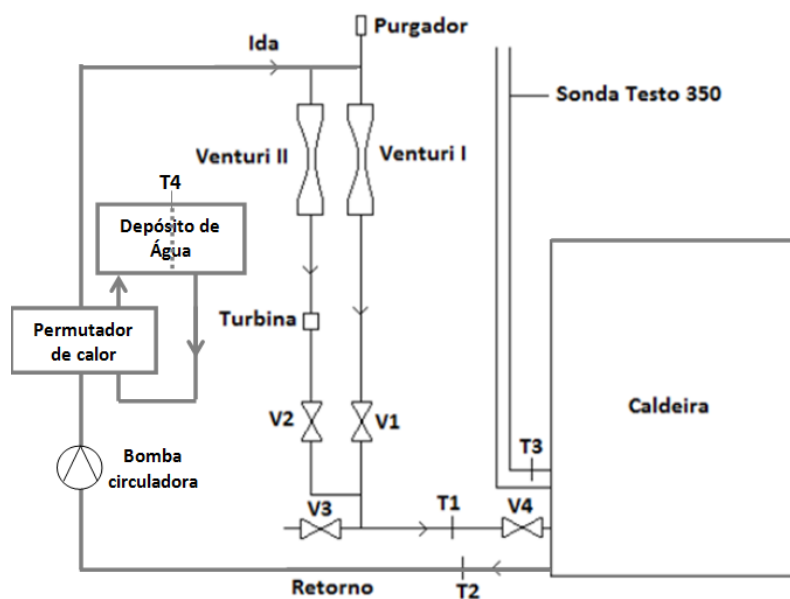 Purgador
Ida
Sonda Testo 350
Venturi II
Venturi I
T4
Depósito de
Água
Turbina
Permutador
de calor
Caldeira
V2
V1
T3
Bomba
circuladora
V3
T1
V4
Retorno
T2